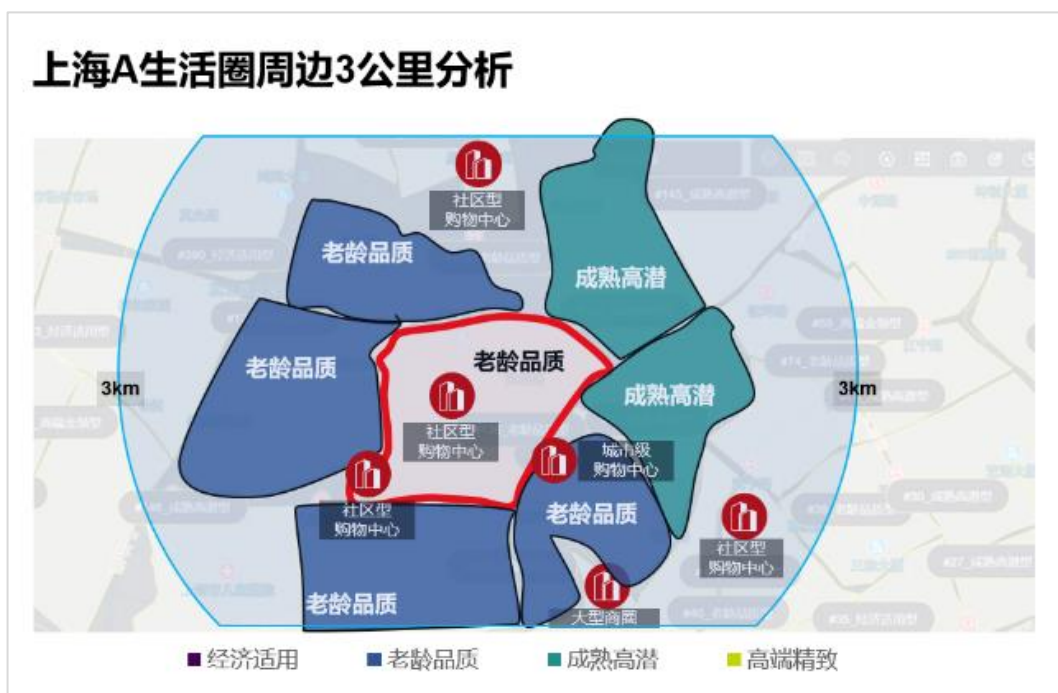 上海A生活圈周边3公里分析
社区型
购物中心
老龄品质
成熟高潜
老龄品质
老龄品质
3km
成熟高潜
3km
社区型
购物中心
城市级
购物中心
社区型
购物中心
老龄品质
社区型
购物中心
老龄品质
大型商圈
经济适用
老龄品质
成熟高潜
高端精致